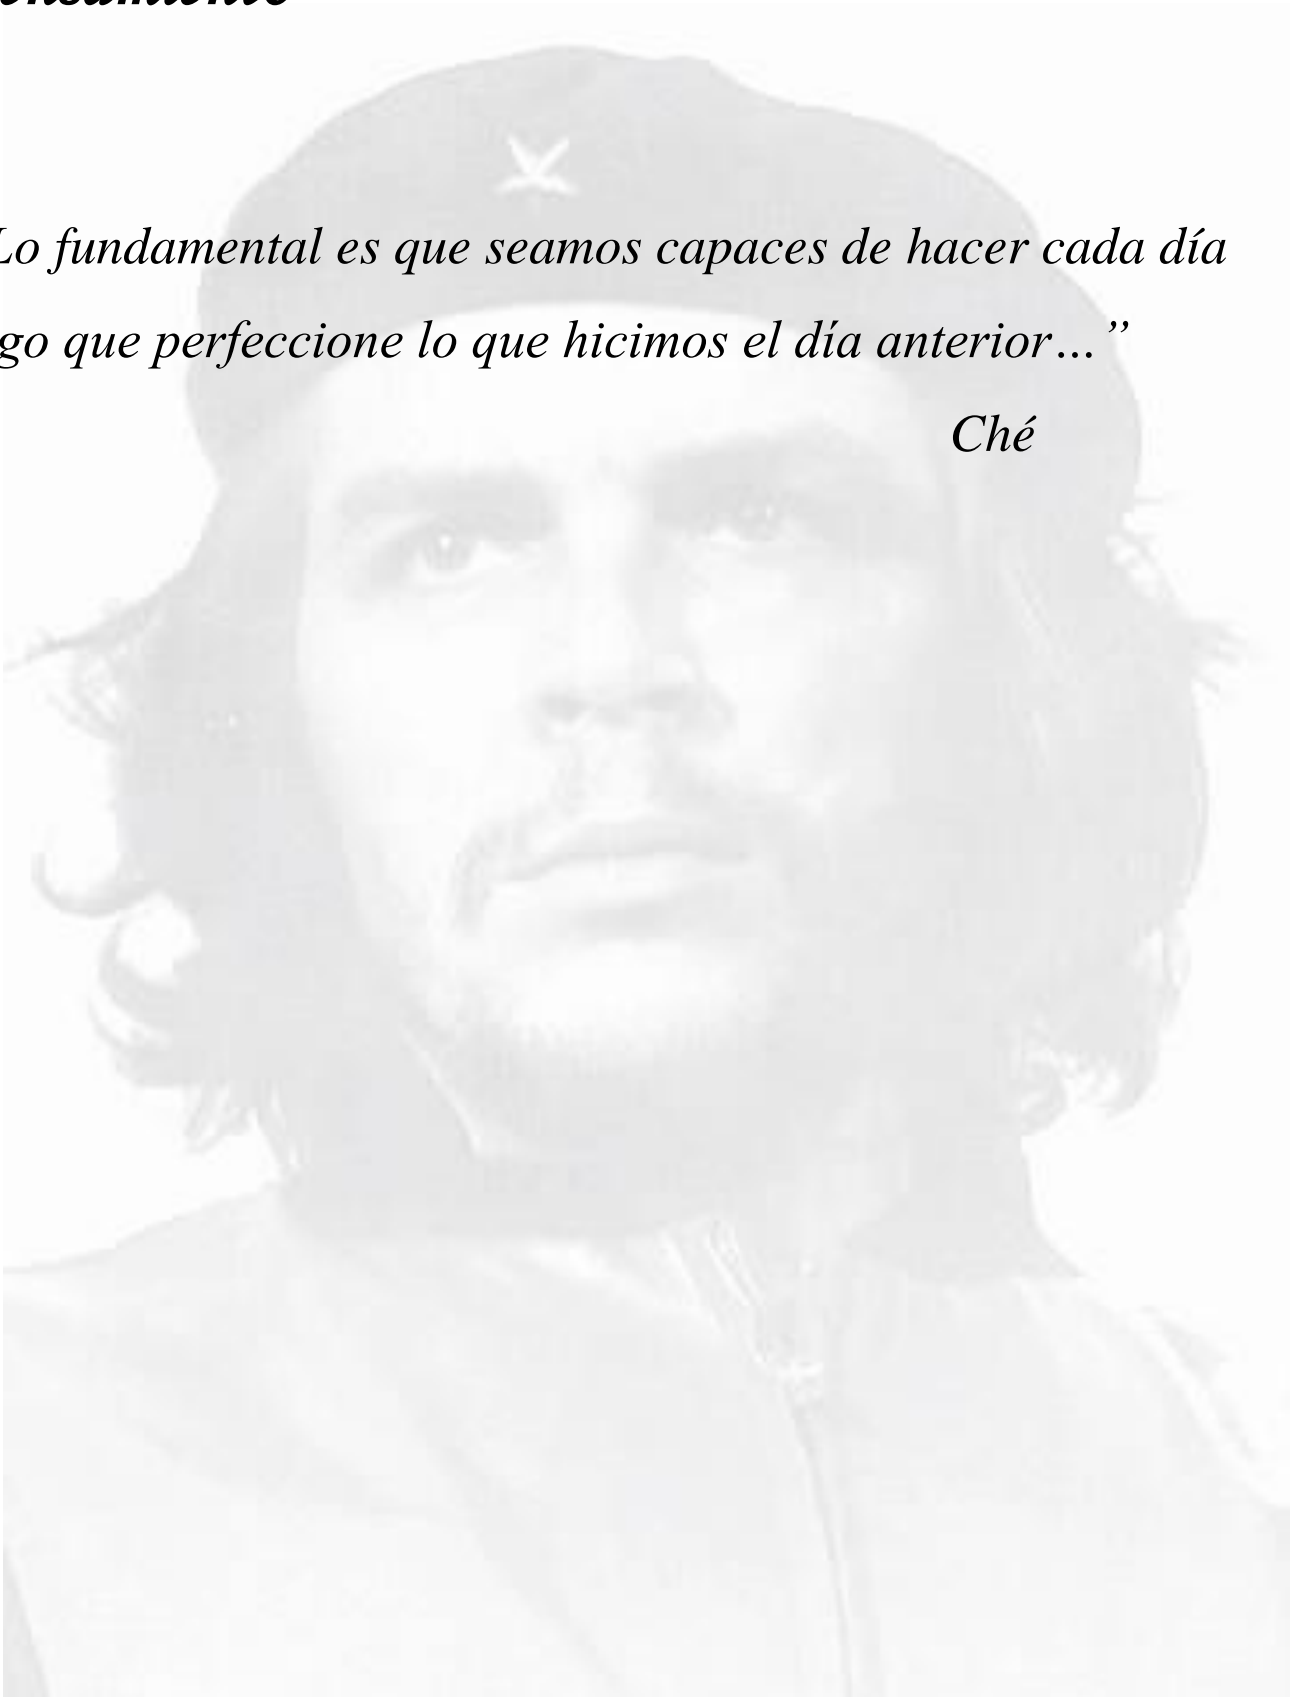 Lo fundamental es que seamos capaces de hacer cada día
que perfeccione lo que hicimos el día anterior…”
Ché